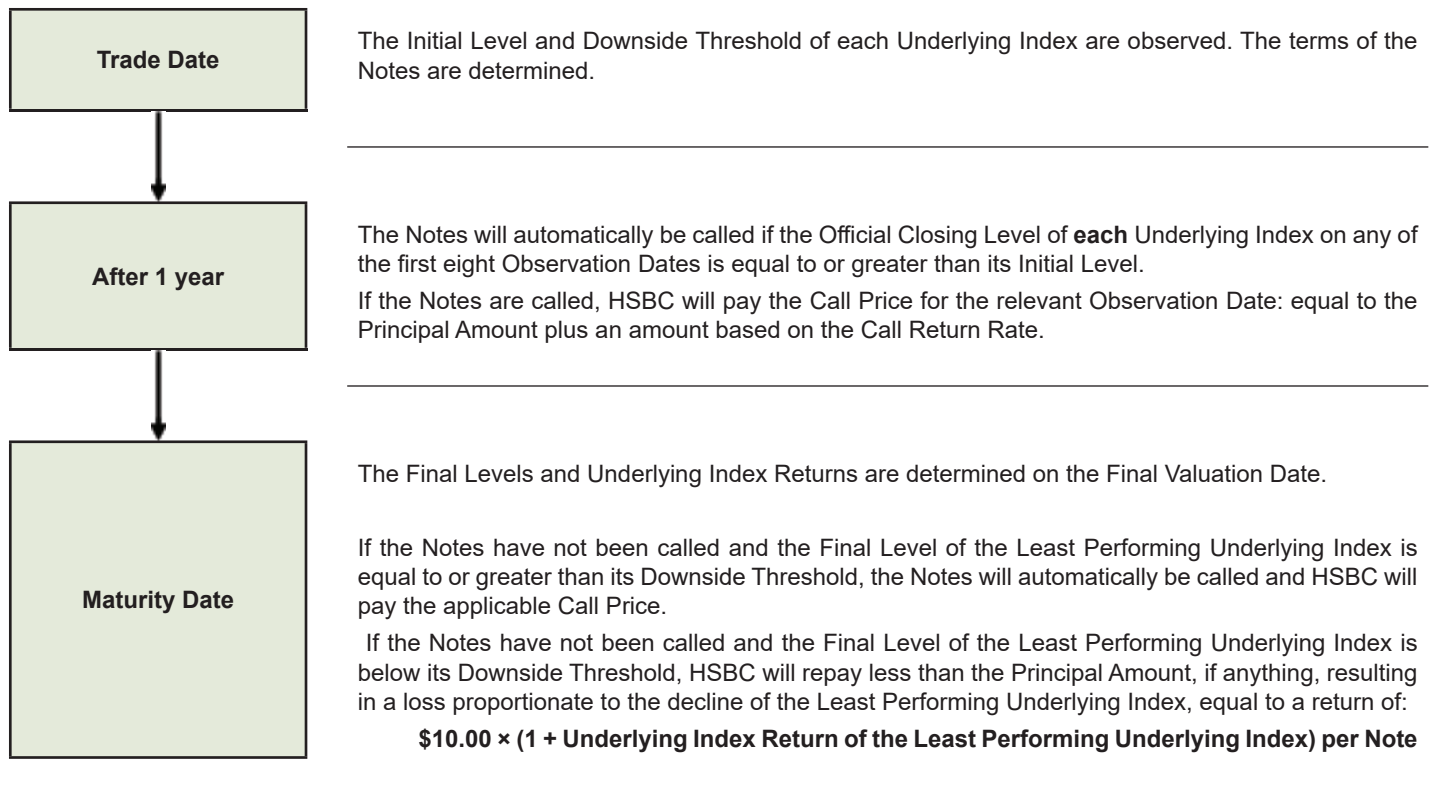 Trade Date
The Initial Level and Downside Threshold of each Underlying Index are observed. The terms of the
Notes are determined.
After 1 year
The Notes will automatically be called if the Official Closing Level of each Underlying Index on any of
the first eight Observation Dates is equal to or greater than its Initial Level.
If the Notes are called, HSBC will pay the Call Price for the relevant Observation Date: equal to the
Principal Amount plus an amount based on the Call Return Rate.
Maturity Date
The Final Levels and Underlying Index Returns are determined on the Final Valuation Date.
If the Notes have not been called and the Final Level of the Least Performing Underlying Index is
equal to or greater than its Downside Threshold, the Notes will automatically be called and HSBC will
pay the applicable Call Price.
If the Notes have not been called and the Final Level of the Least Performing Underlying Index is
below its Downside Threshold, HSBC will repay less than the Principal Amount, if anything, resulting
in a loss proportionate to the decline of the Least Performing Underlying Index, equal to a return of:
$10.00 × (1 + Underlying Index Return of the Least Performing Underlying Index) per Note